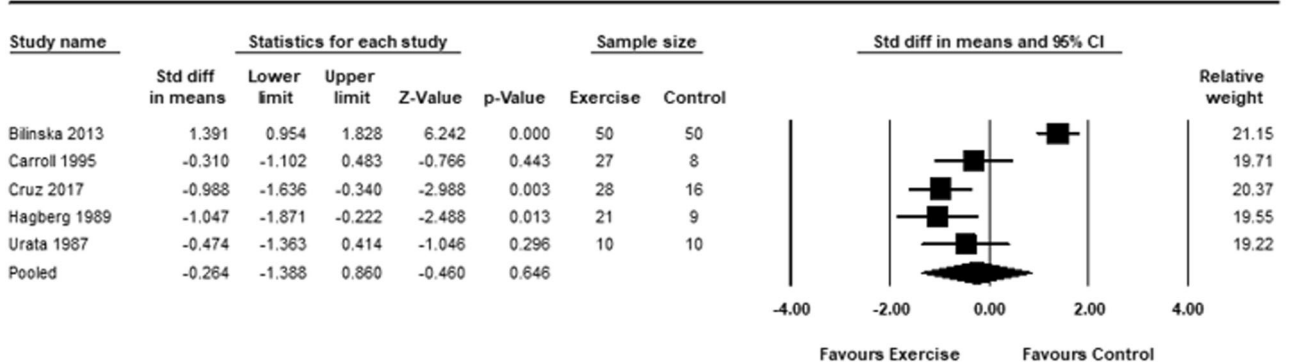 Study name Statistics for each study Sample size Std diff in means and 95% CI
Std diff Lower Upper Relative
in means limit limit Z-Value p-Value Exercise Control weight
Bilinska 2013 1.391 0.954 1.828 6.242 0.000 50 50 21.15
Carroll 1995 -0.310 -1.102 0.483 -0.766 0.443 27 8 19.71
Cruz 2017 -0.988 -1.636 -0.340 -2.988 0.003 28 16 20.37
Hagberg 1989 -1.047 -1.871 -0.222 -2.488 0.013 21 9 19.55
Urata 1987 -0.474 -1.363 0.414 -1.046 0.296 10 10 19.22
Pooled -0.264 -1.388 0.860 -0.460 0.646
-4.00 -2.00 0.00 2.00 4.00
Favours Exercise Favours Control